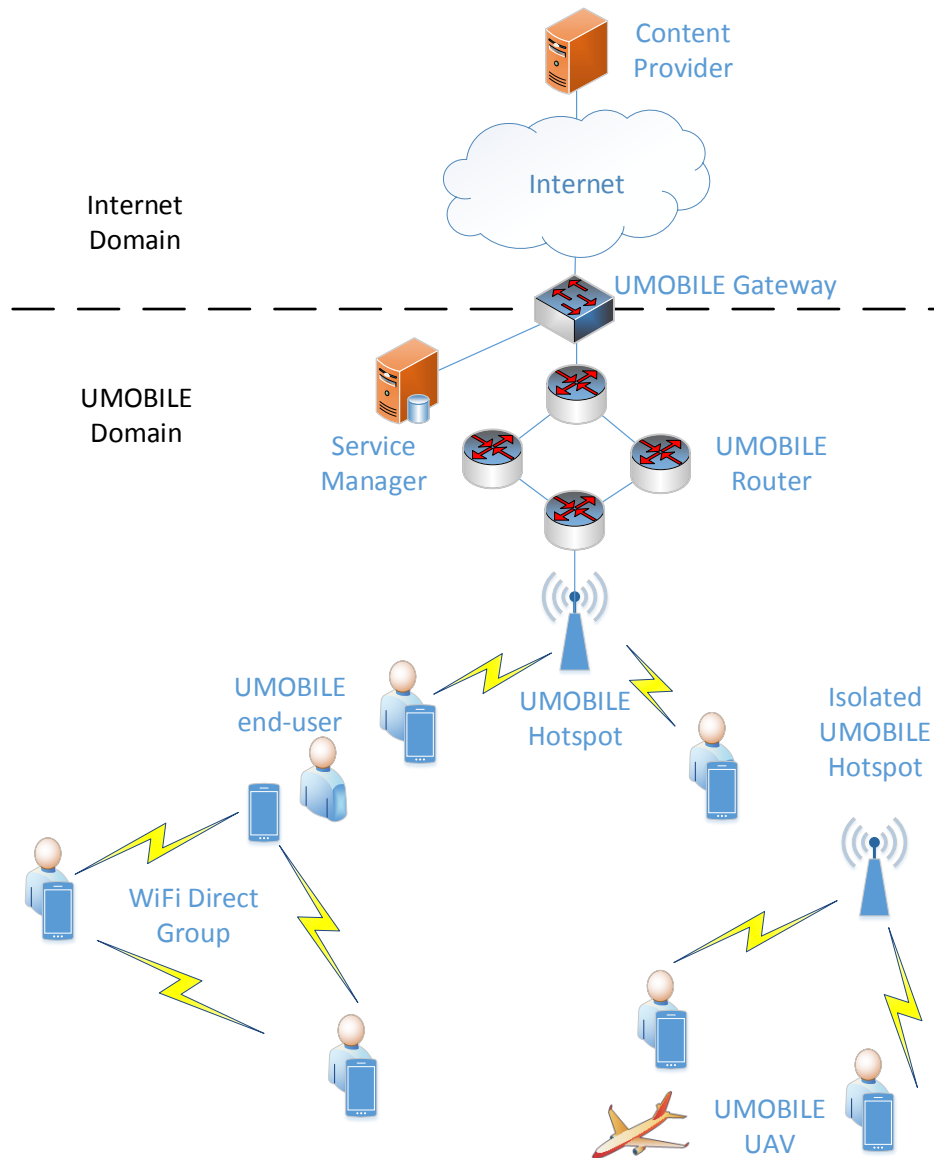 Content
Provider
Internet
Internet
Domain
UMOBILE Gateway
UMOBILE
Domain
Service
Manager
UMOBILE
Router
UMOBILE
end-user
UMOBILE
Hotspot
Isolated
UMOBILE
Hotspot
WiFi Direct
Group
UMOBILE
UAV